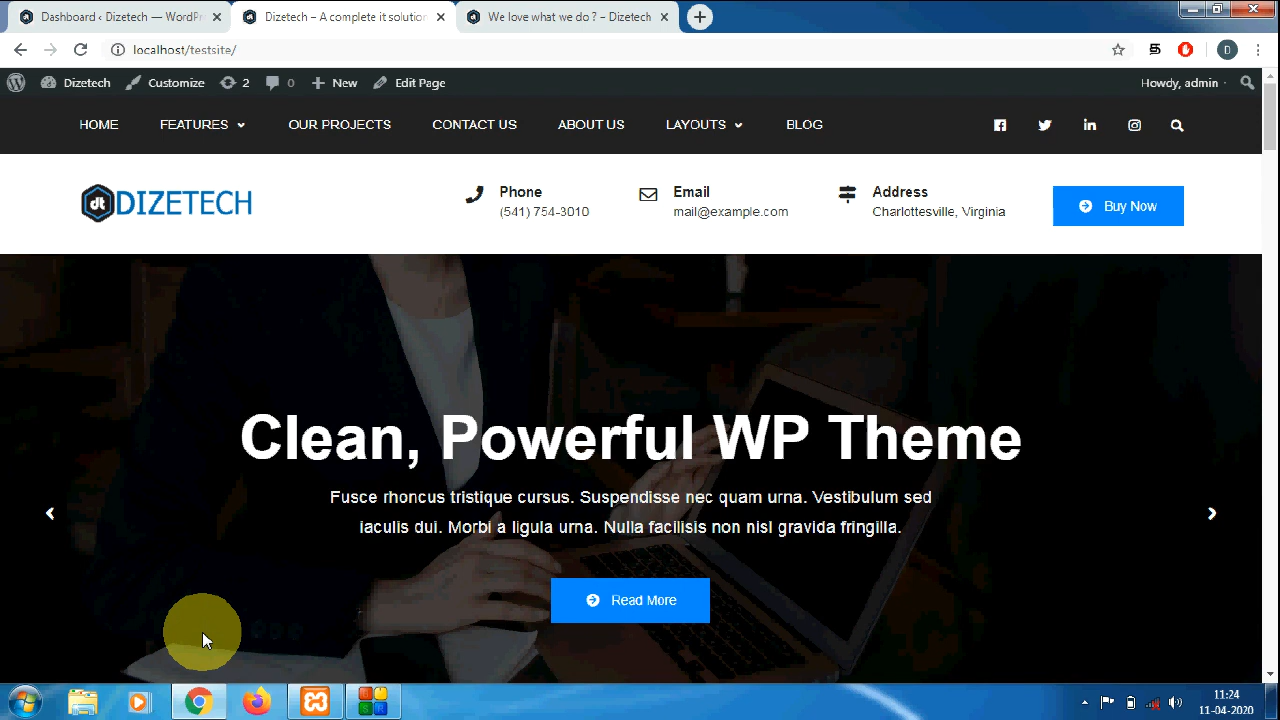 Dashboard ‹ Dizetech — WordPr
Dizetech – A complete it solution
We love what we do ? – Dizetech
localhost/testsite/
D
Dizetech
Customize
2
0
New
Edit Page
Howdy, admin
HOME
FEATURES
OUR PROJECTS
CONTACT US
ABOUT US
LAYOUTS
BLOG
dt DIZETECH
Phone
(541) 754-3010
Email
mail@example.com
Address
Charlottesville, Virginia
Buy Now
Clean, Powerful WP Theme
Fusce rhoncus tristique cursus. Suspendisse nec quam urna. Vestibulum sed
iaculis dui. Morbi a ligula urna. Nulla facilisis non nisl gravida fringilla.
Read More
11:24
11-04-2020